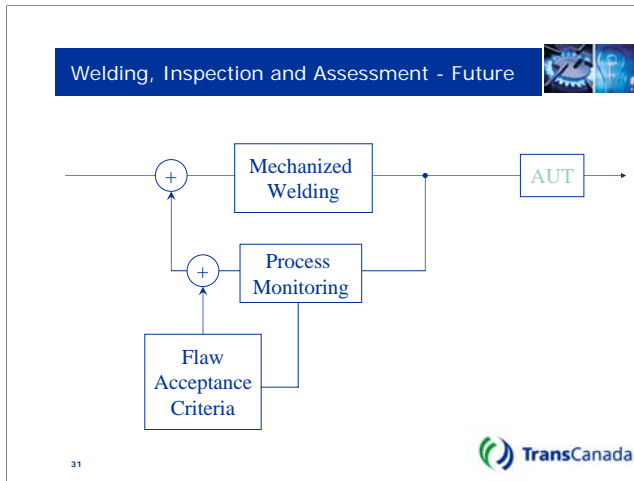 Welding, Inspection and Assessment - Future
+
Mechanized
Welding
AUT
+
Process
Monitoring
Flaw
Acceptance
Criteria
31
TransCanada